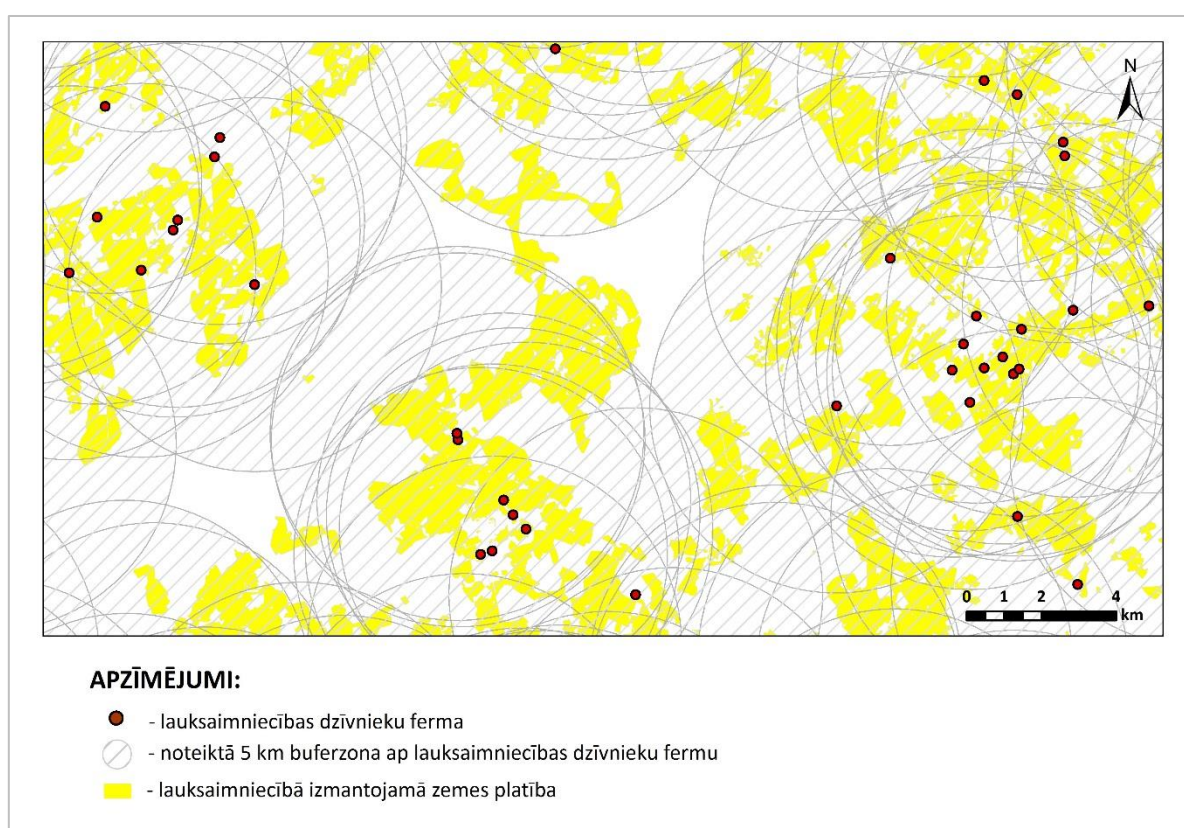 N
0 1 2 4
km
APZĪMĒJUMI:
- lauksaimniecības dzīvnieku ferma
- noteiktā 5 km buferzona ap lauksaimniecības dzīvnieku fermu
- lauksaimniecībā izmantojamā zemes platība